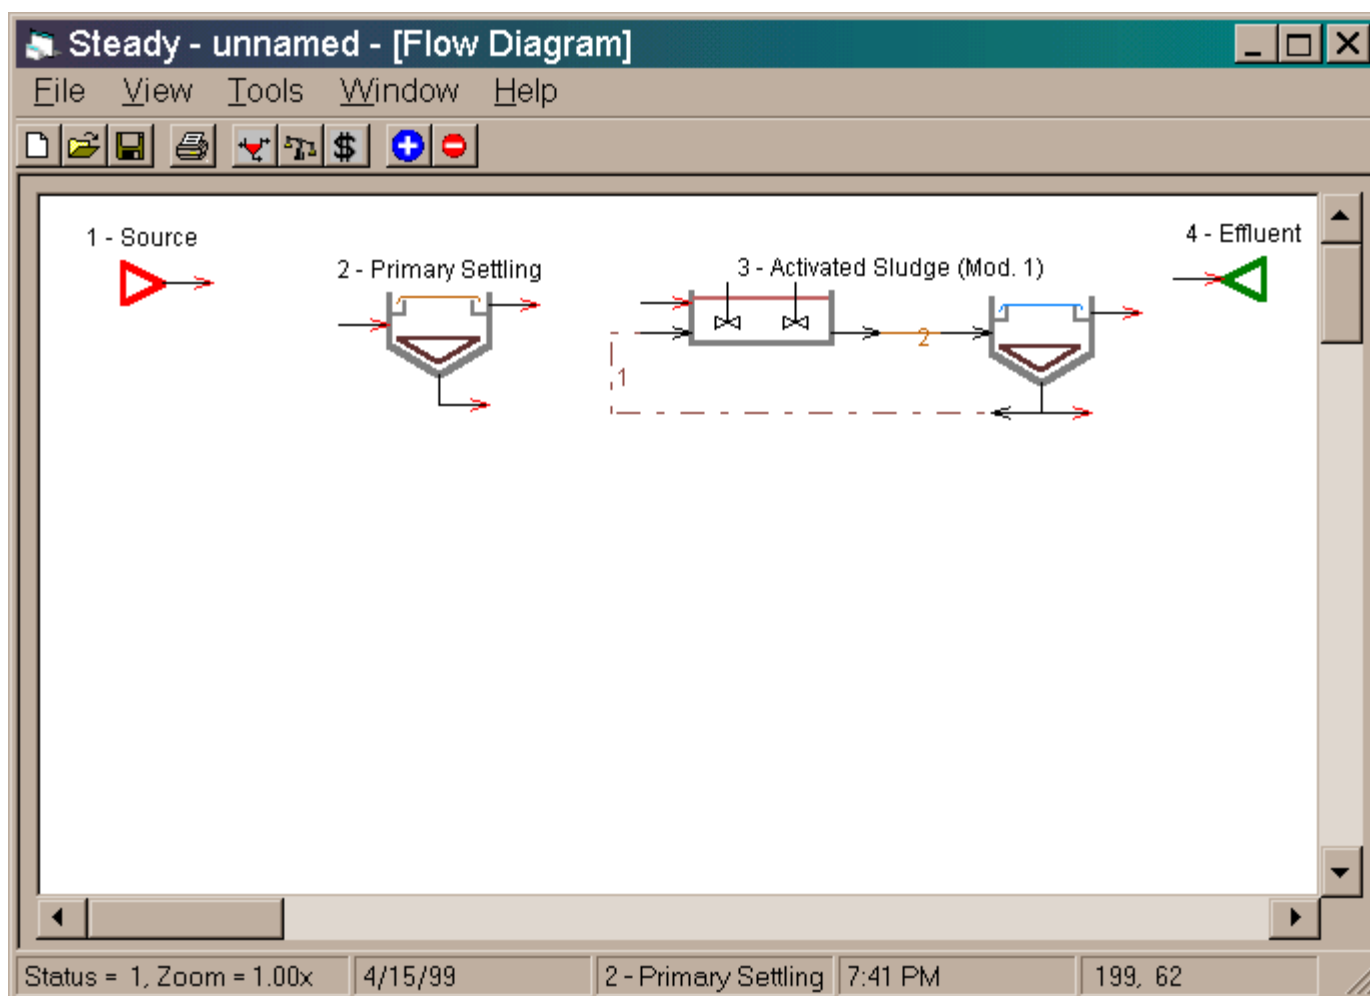 Steady - unnamed - [Flow Diagram]
File View Tools Window Help
$
1 - Source
2 - Primary Settling
3 - Activated Sludge (Mod. 1)
4 - Effluent
2
1
Status = 1, Zoom = 1.00x 4/15/99 2 - Primary Settling 7:41 PM 199, 62